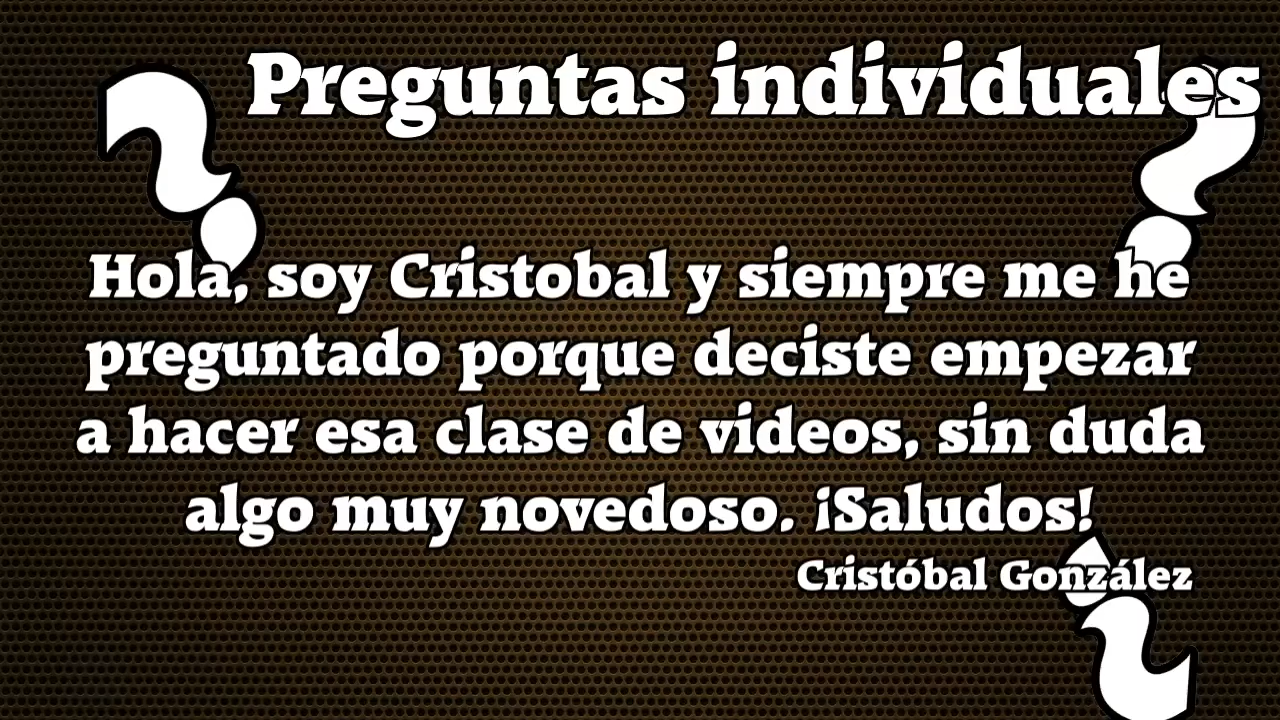 Preguntas individuales
Hola, soy Cristobal y siempre me he
preguntado porque deciste empezar
a hacer esa clase de videos, sin duda
algo muy novedoso. ¡Saludos!
Cristóbal González